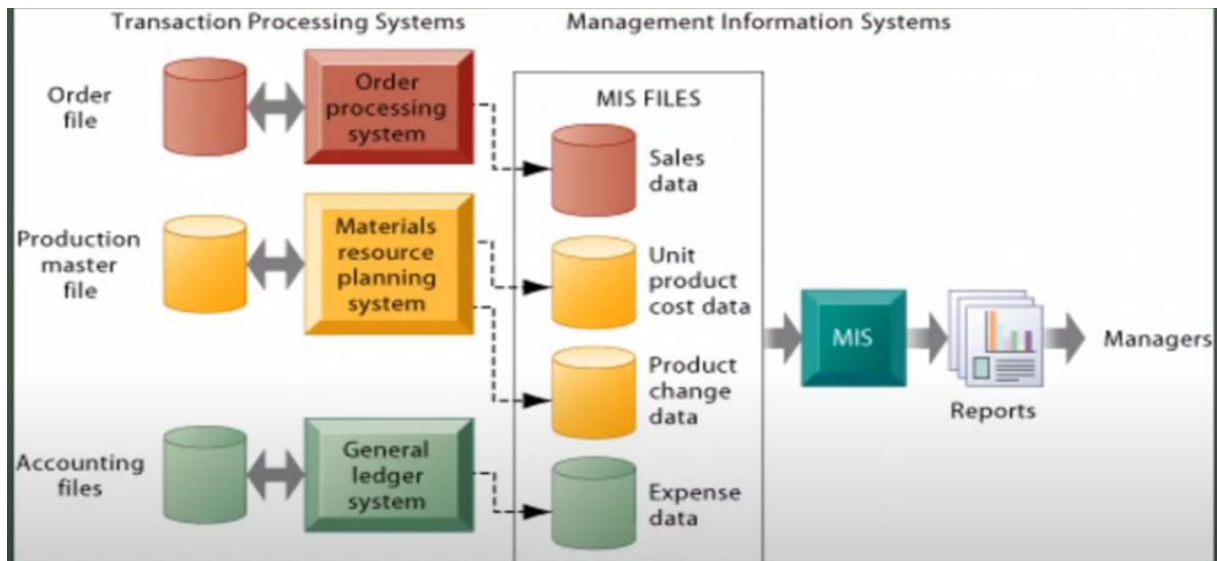 Transaction Processing Systems
Management Information Systems
Order
file
Order
processing
system
MIS FILES
Sales
data
Production
master
file
Materials
resource
planning
system
Unit
product
cost data
Product
change
data
MIS
Reports
Managers
Accounting
files
General
ledger
system
Expense
data